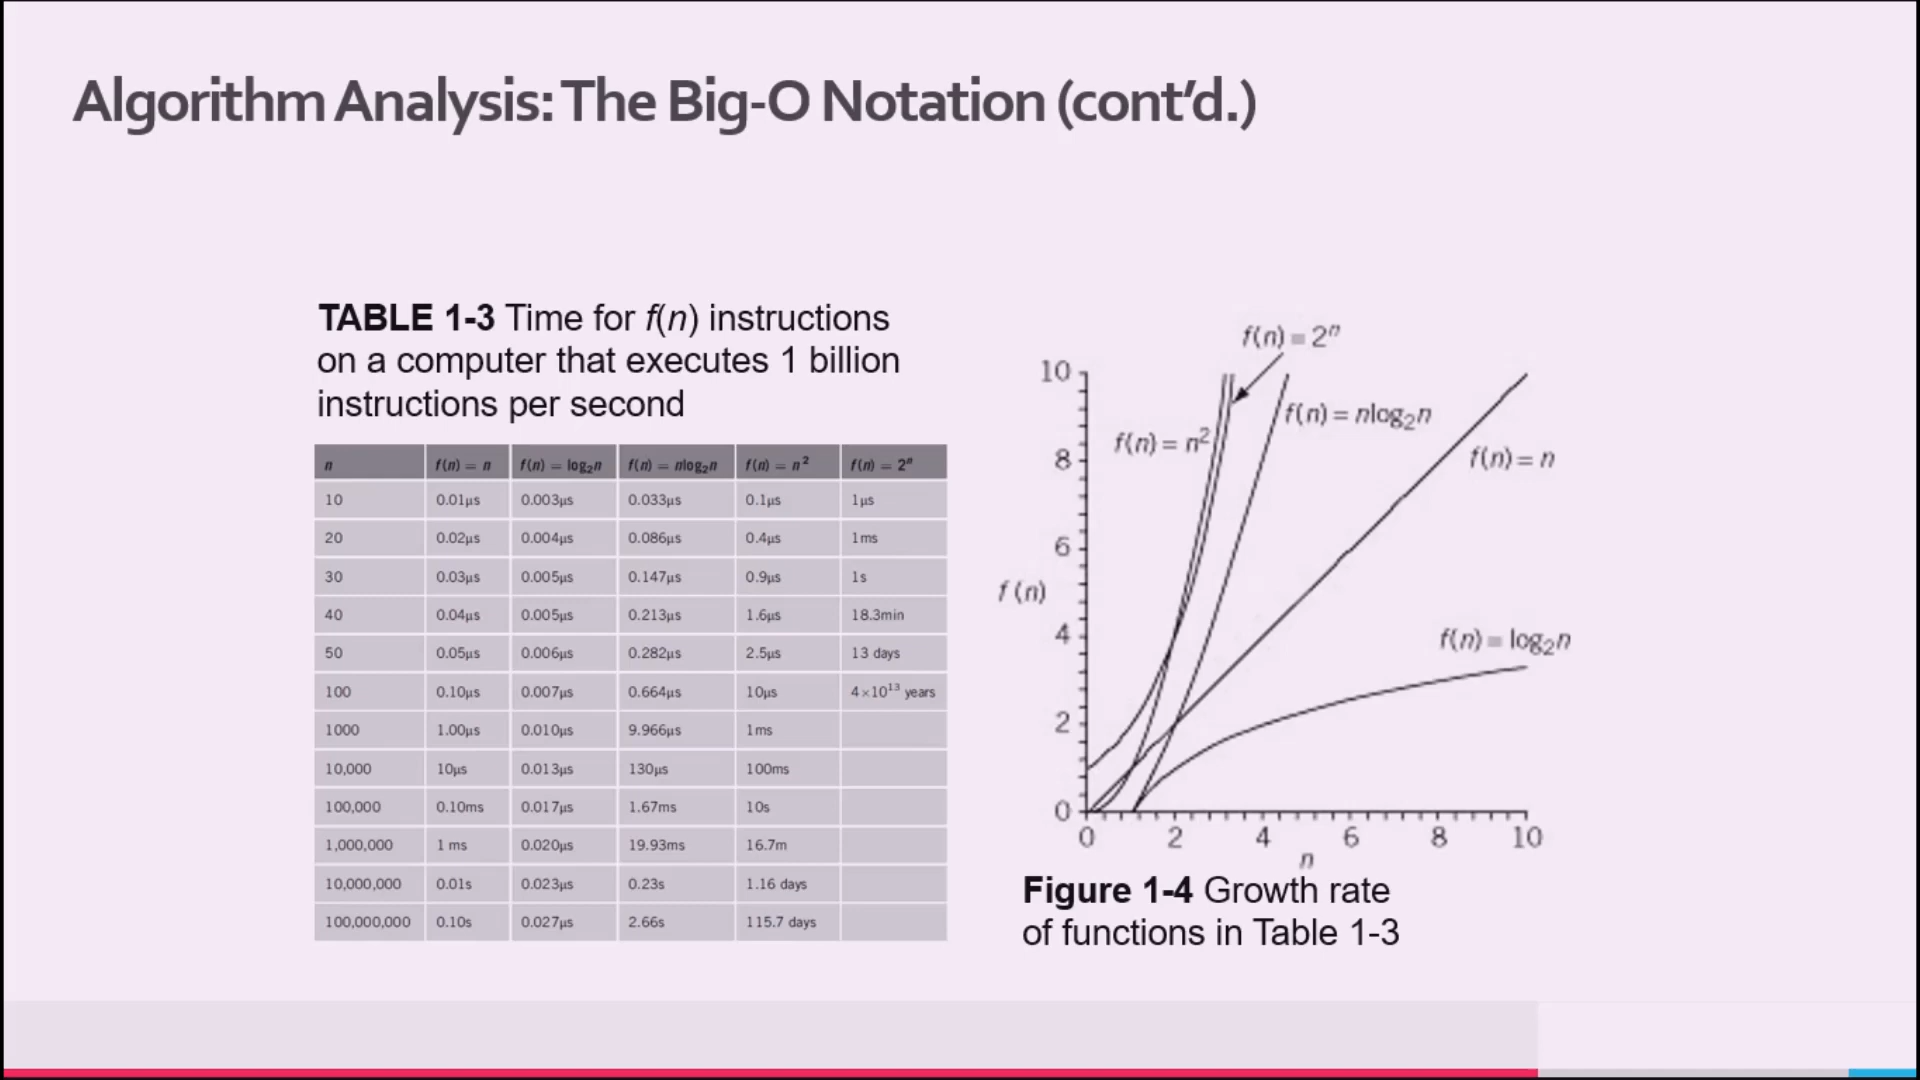 Algorithm Analysis: The Big-O Notation (cont'd.)
TABLE 1-3 Time for f(n) instructions
on a computer that executes 1 billion
instructions per second
n f(n) = n f(n) = log₂n f(n) = nlog₂n f(n) = n² f(n) = 2ⁿ
10 0.01μs 0.003μs 0.033μs 0.1μs 1μs
20 0.02μs 0.004μs 0.086μs 0.4μs 1ms
30 0.03μs 0.005μs 0.147μs 0.9μs 1s
40 0.04μs 0.005μs 0.213μs 1.6μs 18.3min
50 0.05μs 0.006μs 0.282μs 2.5μs 13 days
100 0.10μs 0.007μs 0.664μs 10μs 4×10¹³ years
1000 1.00μs 0.010μs 9.966μs 1ms
10,000 10μs 0.013μs 130μs 100ms
100,000 0.10ms 0.017μs 1.67ms 10s
1,000,000 1 ms 0.020μs 19.93ms 16.7m
10,000,000 0.01s 0.023μs 0.23s 1.16 days
100,000,000 0.10s 0.027μs 2.66s 115.7 days
f(n) = 2ⁿ
10
f(n) = nlog₂n
f(n) = n²
8
f(n) = n
6
f (n)
4
f(n) = log₂n
2
0
0 2 4 6 8 10
n
Figure 1-4 Growth rate
of functions in Table 1-3